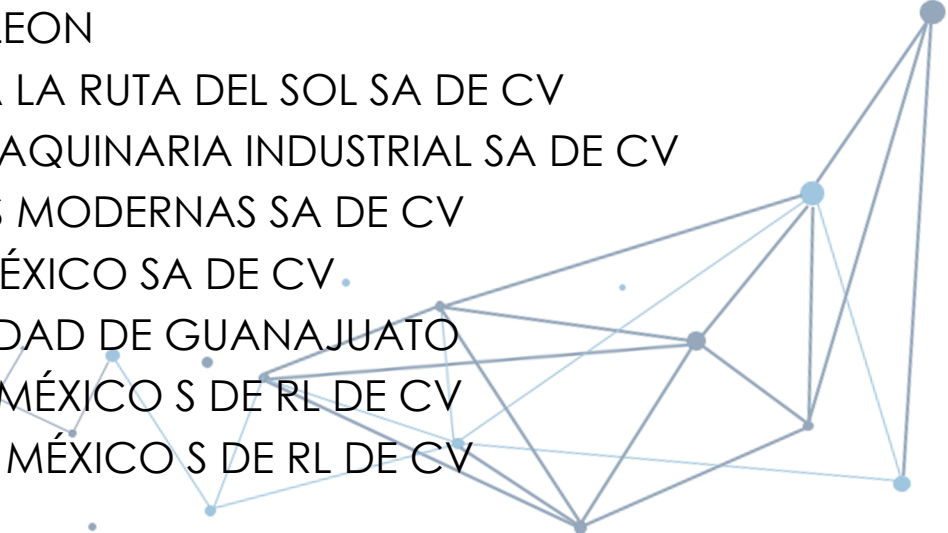 LEON
LA RUTA DEL SOL SA DE CV
AQUINARIA INDUSTRIAL SA DE CV
S MODERNAS SA DE CV
ÉXICO SA DE CV
DAD DE GUANAJUATO
MÉXICO S DE RL DE CV
MÉXICO S DE RL DE CV